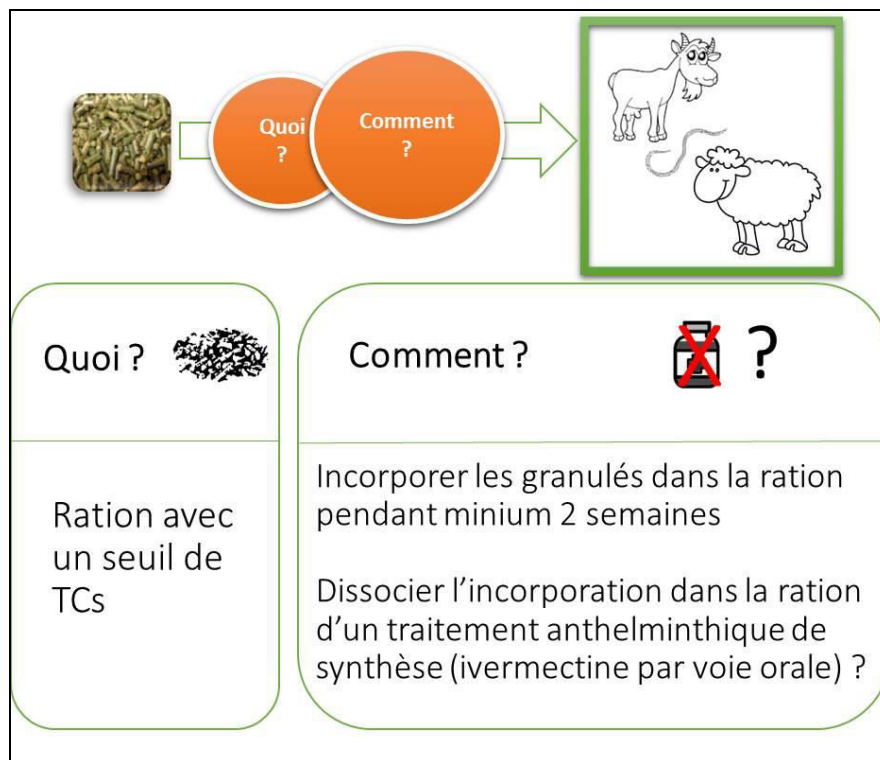 Quoi
?
Comment
?
Quoi ?
Ration avec
un seuil de
TCs
Comment ?
?
Incorporer les granulés dans la ration
pendant minium 2 semaines
Dissocier l'incorporation dans la ration
d'un traitement anthelminthique de
synthèse (ivermectine par voie orale) ?